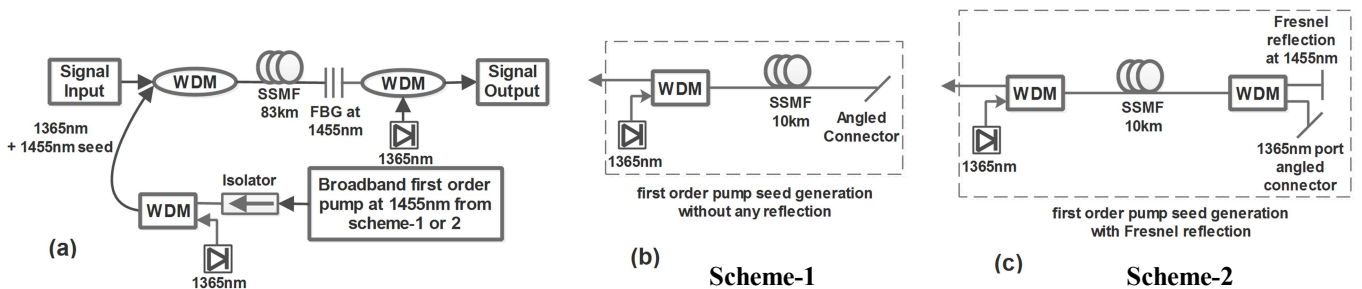 Signal
Input
WDM
SSMF
83km
FBG at
1455nm
WDM
Signal
Output
1365nm
1365nm
+ 1455nm seed
WDM
Isolator
Broadband first order
pump at 1455nm from
scheme-1 or 2
1365nm
(a)
WDM
SSMF
10km
Angled
Connector
1365nm
first order pump seed generation
without any reflection
(b)
Scheme-1
WDM
SSMF
10km
WDM
Fresnel
reflection
at 1455nm
1365nm
1365nm port
angled
connector
first order pump seed generation
with Fresnel reflection
(c)
Scheme-2